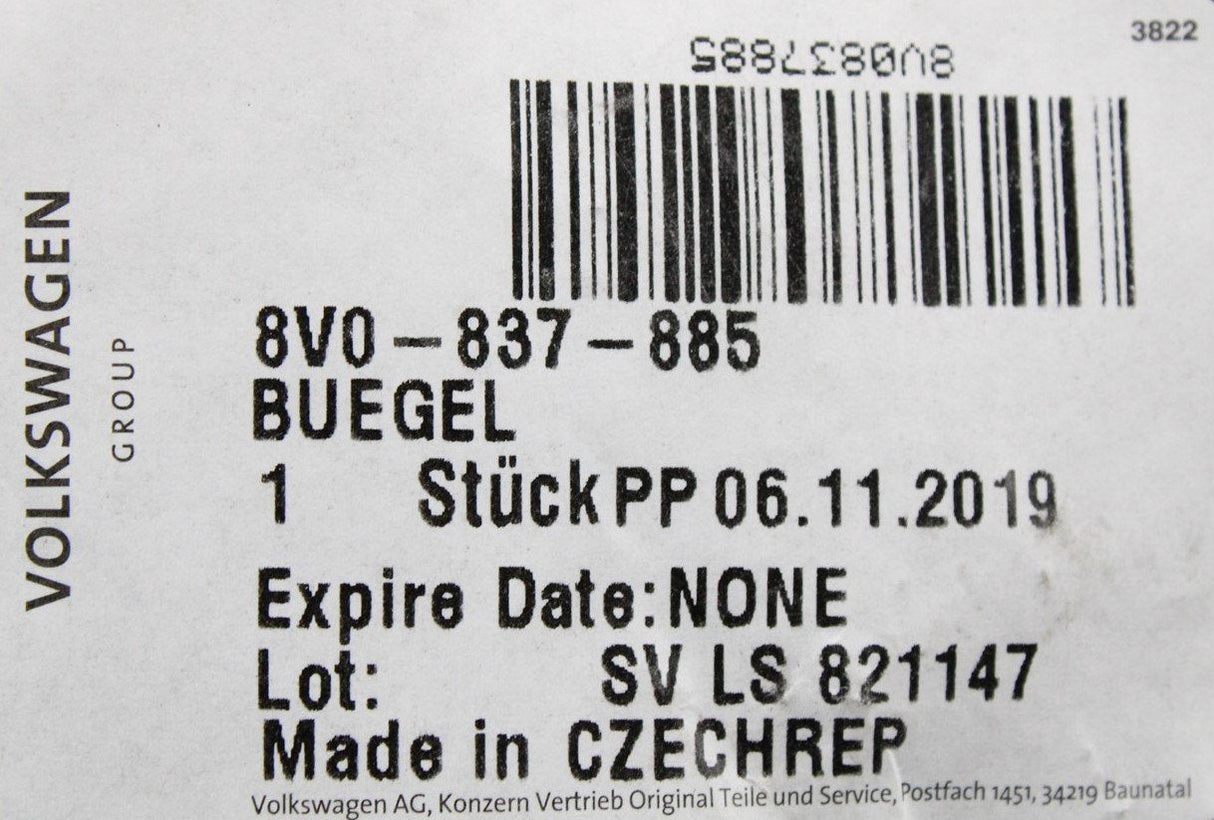 3822
8V0837885
8V0-837-885
BUEGEL
1 Stück PP 06.11.2019
Expire Date:NONE
Lot: SV LS 821147
Made in CZECHREP
Volkswagen AG, Konzern Vertrieb Original Teile und Service, Postfach 1451, 34219 Baunatal
VOLKSWAGEN
GROUP